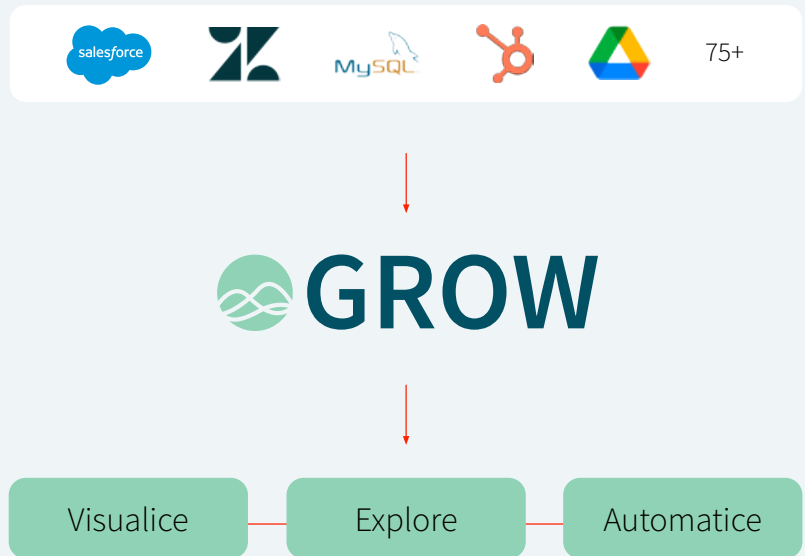 salesforce
MySQL
75+
GROW
Visualice
Explore
Automatice